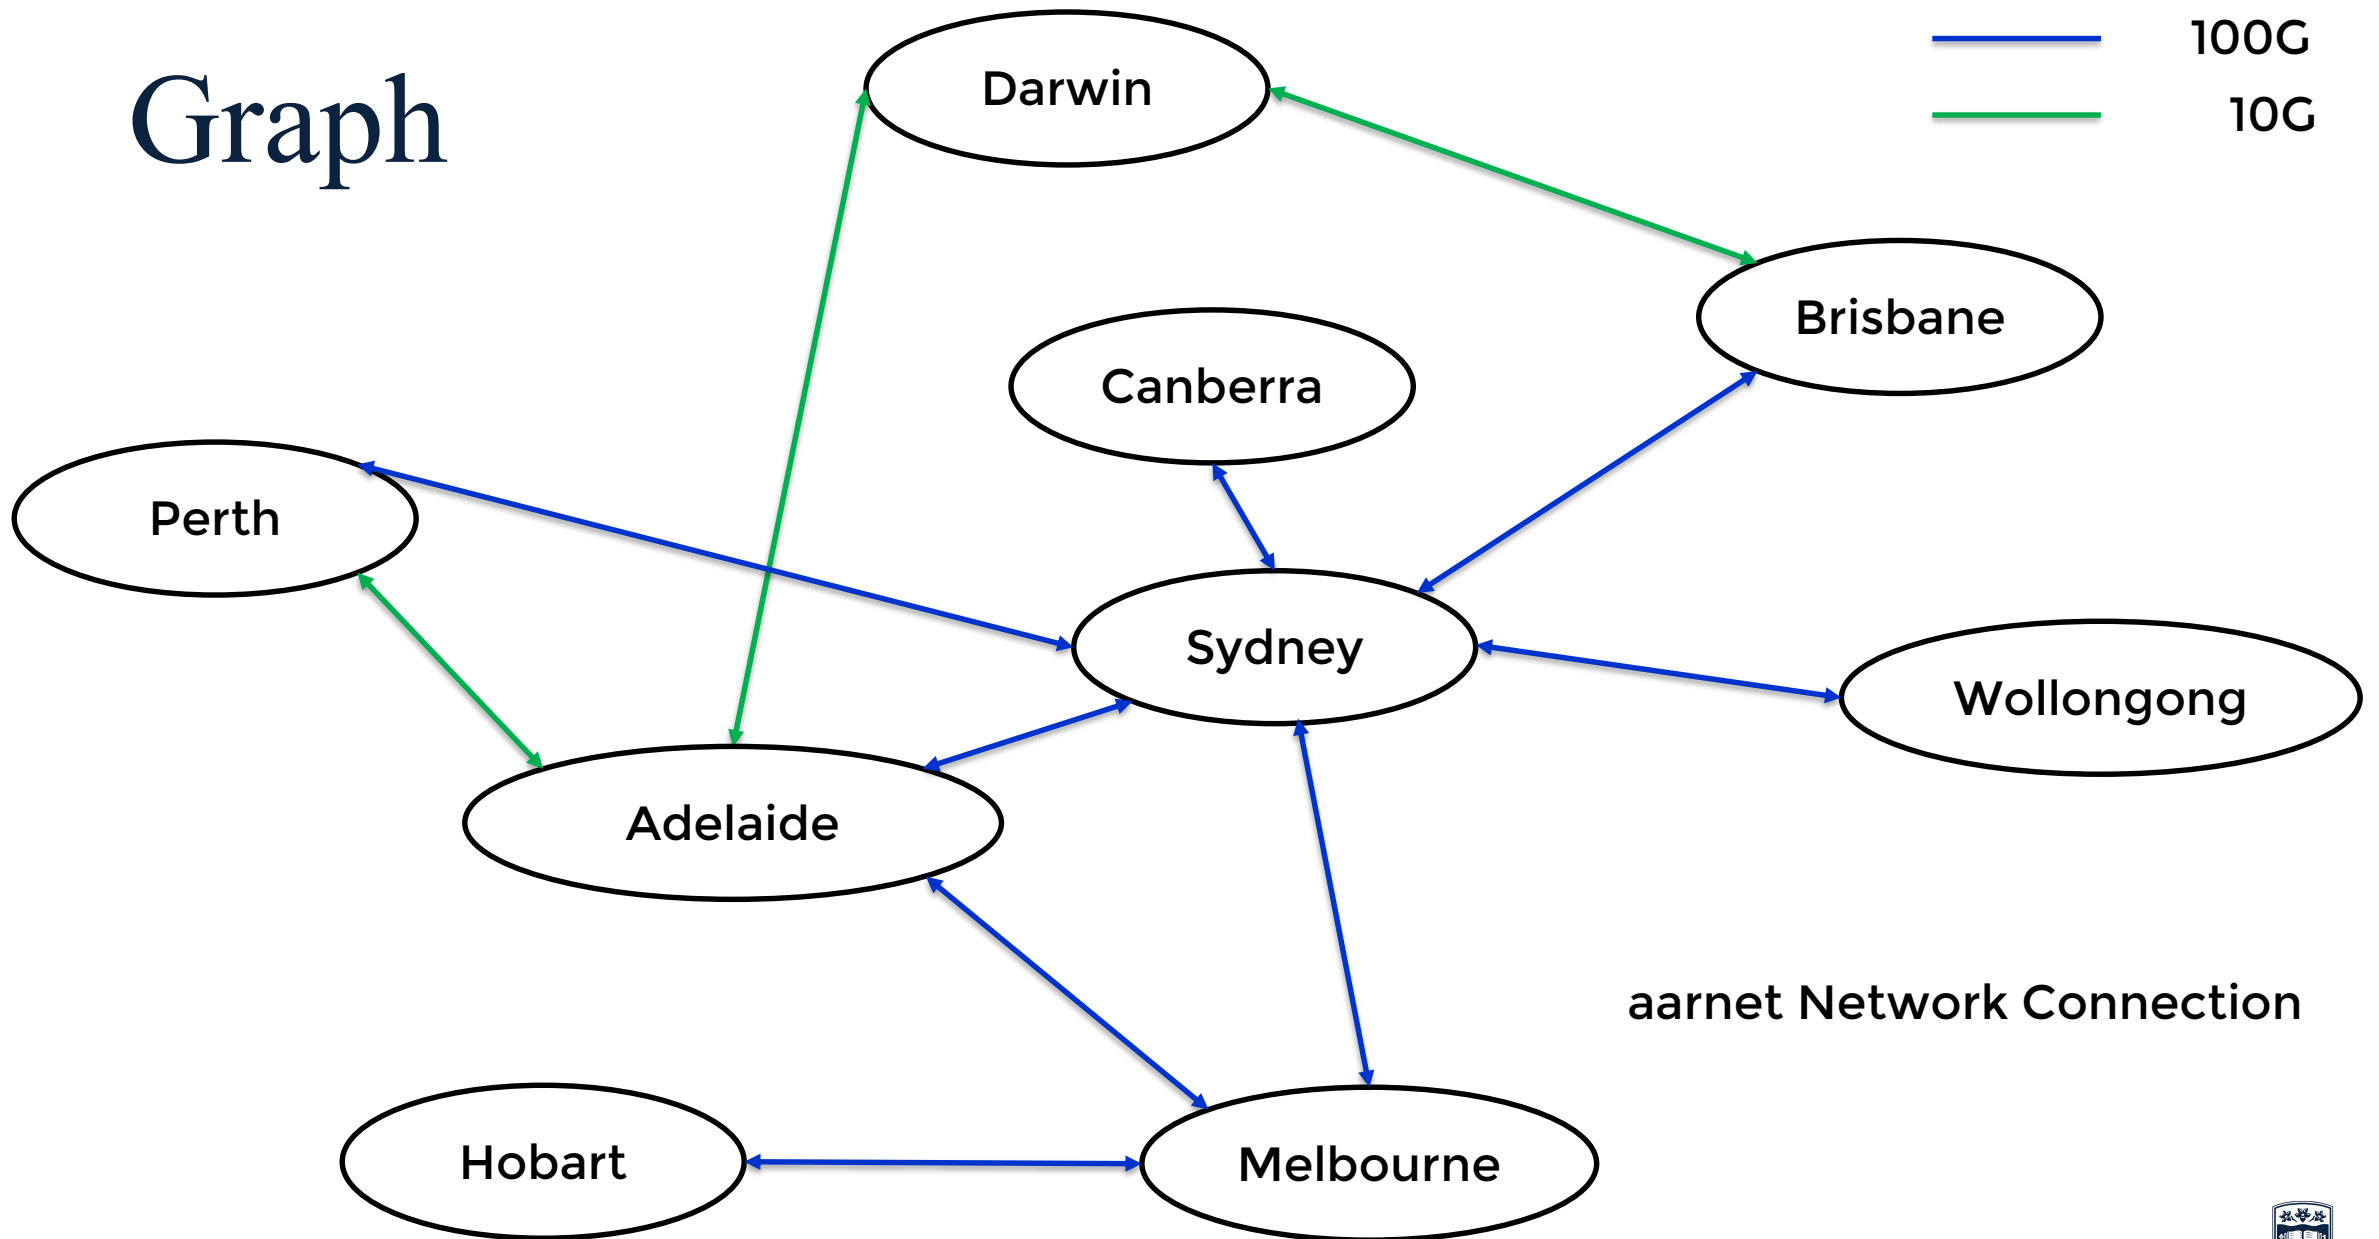 Graph
100G
10G
Darwin
Brisbane
Canberra
Perth
Sydney
Wollongong
Adelaide
aarnet Network Connection
Hobart
Melbourne